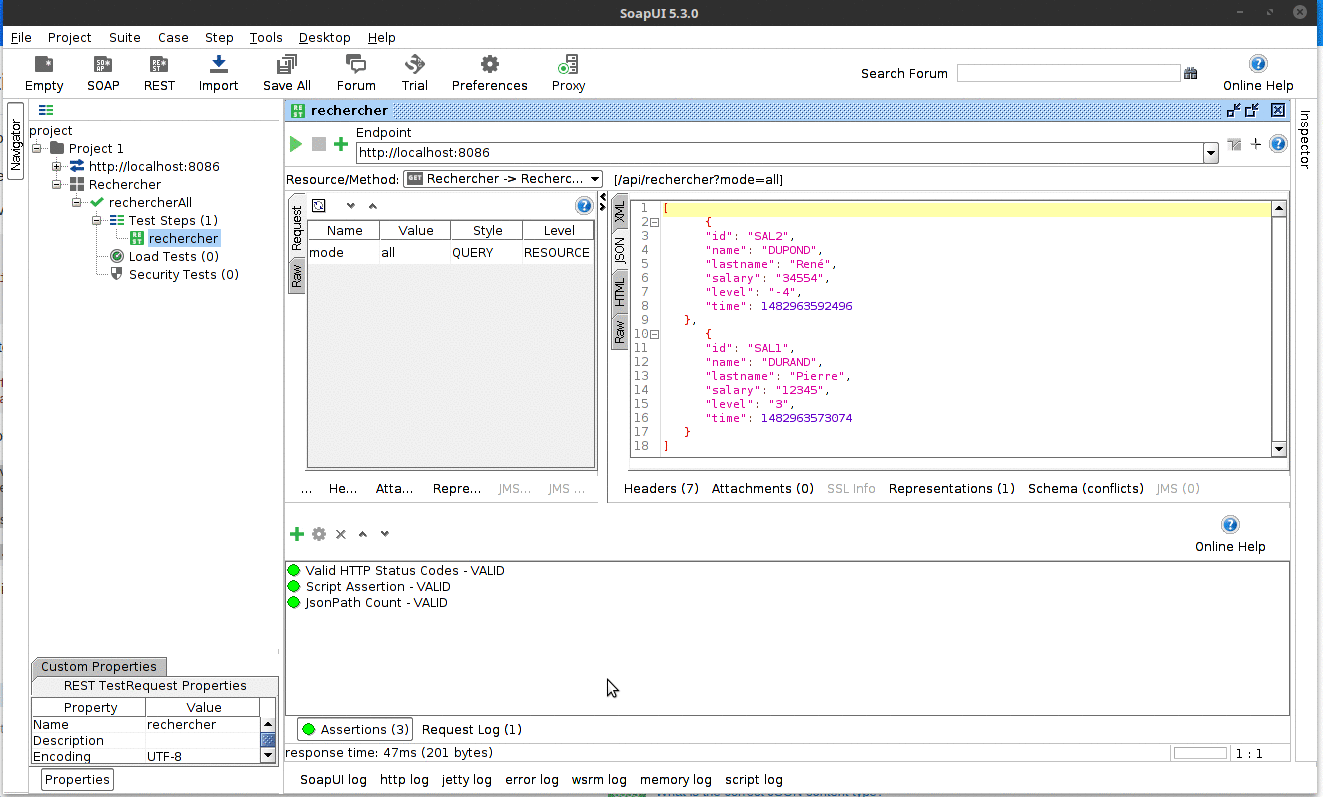 SoapUI 5.3.0
File Project Suite Case Step Tools Desktop Help
Empty SOAP REST Import Save All Forum Trial Preferences Proxy Search Forum Online Help
Navigator
project
Project 1
http://localhost:8086
Rechercher
rechercherAll
Test Steps (1)
rechercher
Load Tests (0)
Security Tests (0)
Custom Properties
REST TestRequest Properties
Property Value
Name rechercher
Description
Encoding UTF-8
Properties
rechercher
Endpoint
http://localhost:8086
Resource/Method: GET Rechercher -> Recherc... [/api/rechercher?mode=all]
Request
Raw
Name Value Style Level
mode all QUERY RESOURCE
... He... Atta... Repre... JMS... JMS ...
XML
JSON
HTML
Raw
1 [
2 {
3 "id": "SAL2",
4 "name": "DUPOND",
5 "lastname": "René",
6 "salary": "34554",
7 "level": "-4",
8 "time": 1482963592496
9 },
10 {
11 "id": "SAL1",
12 "name": "DURAND",
13 "lastname": "Pierre",
14 "salary": "12345",
15 "level": "3",
16 "time": 1482963573074
17 }
18 ]
Headers (7) Attachments (0) SSL Info Representations (1) Schema (conflicts) JMS (0)
Online Help
Valid HTTP Status Codes - VALID
Script Assertion - VALID
JsonPath Count - VALID
Assertions (3) Request Log (1)
response time: 47ms (201 bytes) 1 : 1
SoapUI log http log jetty log error log wsrm log memory log script log
Inspector